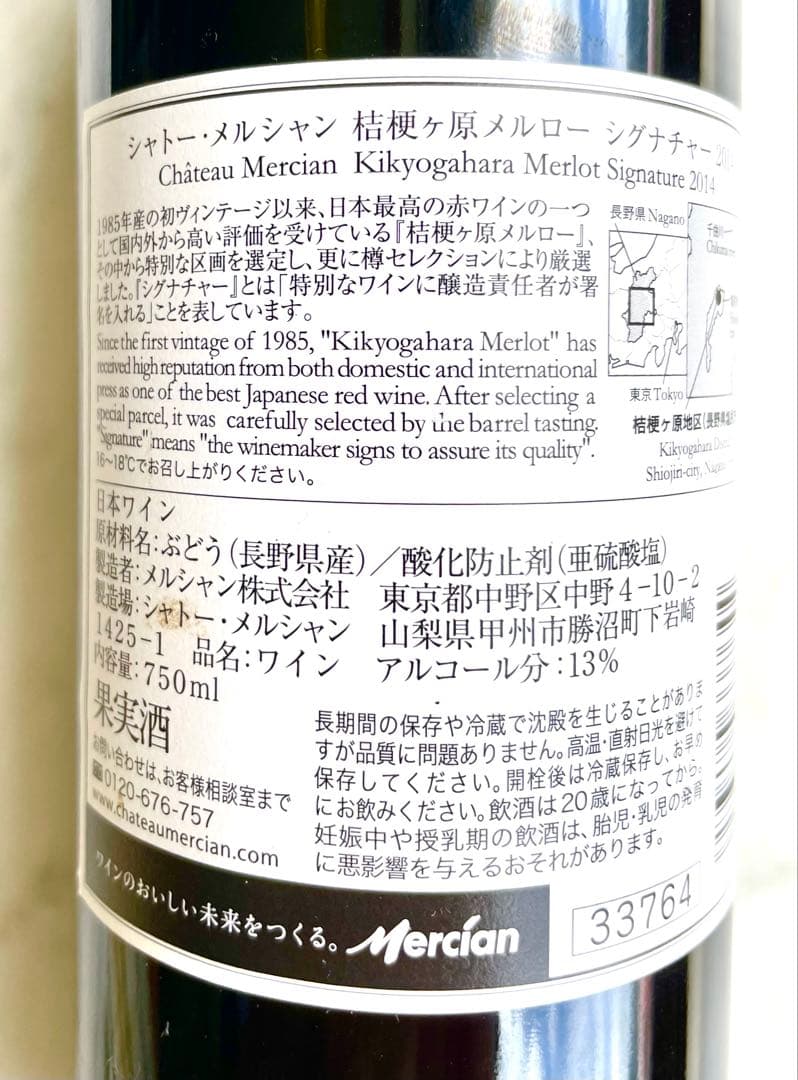 シャトー・メルシャン 桔梗ヶ原メルロー シグナチャー
Château Mercian Kikyogahara Merlot Signature 2014
1985年産の初ヴィンテージ以来、日本最高の赤ワインの一つ
として国内外から高い評価を受けている『桔梗ヶ原メルロー』、
その中から特別な区画を選定し、更に樽セレクションにより厳選
しました。『シグナチャー』とは「特別なワインに醸造責任者が署
名を入れる」ことを表しています。
Since the first vintage of 1985, "Kikyogahara Merlot" has
received high reputation from both domestic and international
press as one of the best Japanese red wine. After selecting a
special parcel, it was carefully selected by the barrel tasting.
"Signature" means "the winemaker signs to assure its quality".
16〜18℃でお召し上がりください。
長野県 Nagano
東京 Tokyo
桔梗ヶ原地区(長野県
Kikyogahara
Shiojiri-city,
日本ワイン
原材料名：ぶどう(長野県産)／酸化防止剤(亜硫酸塩)
製造者：メルシャン株式会社 東京都中野区中野4-10-2
製造場：シャトー・メルシャン 山梨県甲州市勝沼町下岩崎
1425-1 品名：ワイン アルコール分：13%
内容量：750ml
果実酒
お問い合わせは、お客様相談室まで
0120-676-757
www.chateaumercian.com
長期間の保存や冷蔵で沈殿を生じることがありま
すが品質に問題ありません。高温・直射日光を避けて
保存してください。開栓後は冷蔵保存し、お早め
にお飲みください。飲酒は20歳になってから。
妊娠中や授乳期の飲酒は、胎児・乳児の発育
に悪影響を与えるおそれがあります。
ワインのおいしい未来をつくる。 Mercian
33764